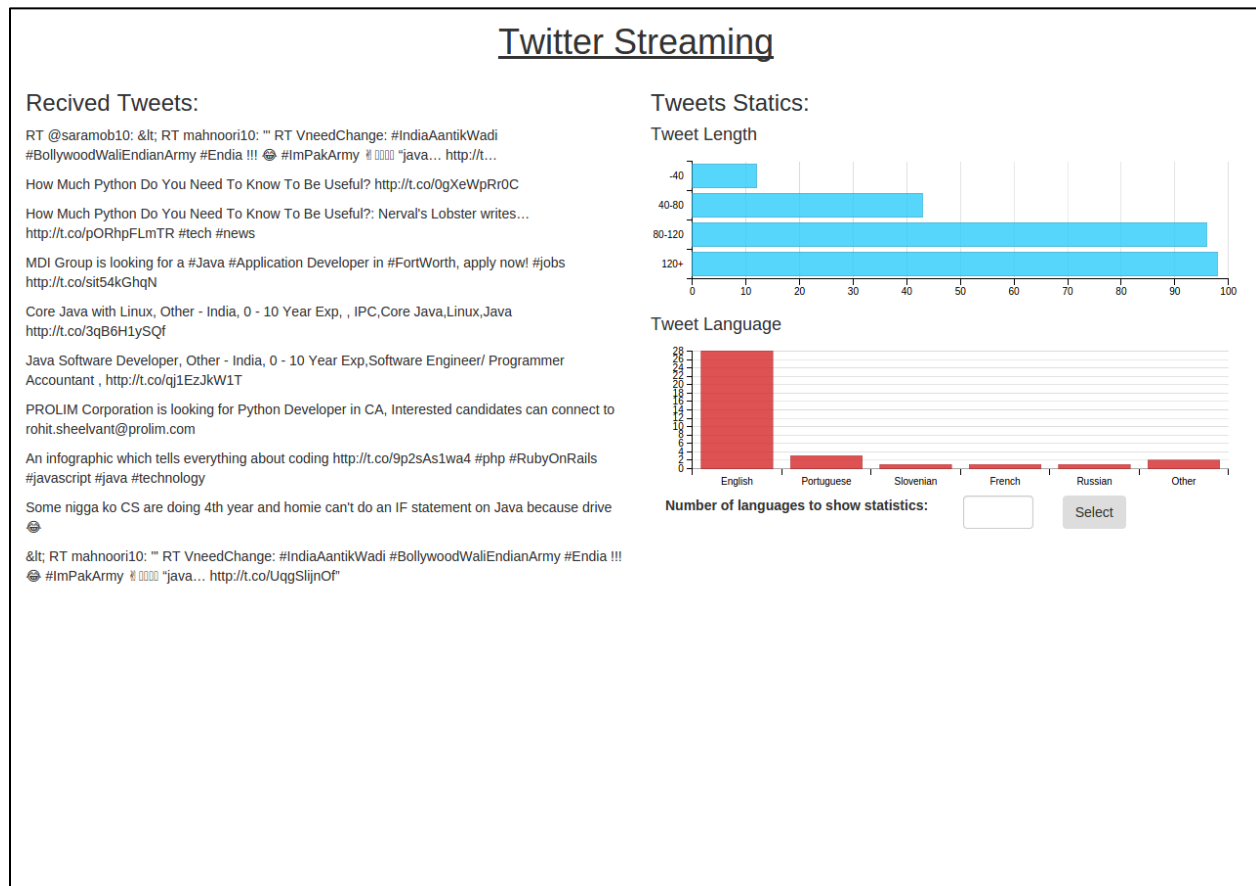 Twitter Streaming
Recived Tweets:
RT @saramob10: &lt; RT mahnoori10: "' RT VneedChange: #IndiaAantikWadi
#BollywoodWaliEndianArmy #Endia !!! 😂 #ImPakArmy ✌ “java… http://t…
How Much Python Do You Need To Know To Be Useful? http://t.co/0gXeWpRr0C
How Much Python Do You Need To Know To Be Useful?: Nerval's Lobster writes…
http://t.co/pORhpFLmTR #tech #news
MDI Group is looking for a #Java #Application Developer in #FortWorth, apply now! #jobs
http://t.co/sit54kGhqN
Core Java with Linux, Other - India, 0 - 10 Year Exp, , IPC,Core Java,Linux,Java
http://t.co/3qB6H1ySQf
Java Software Developer, Other - India, 0 - 10 Year Exp,Software Engineer/ Programmer
Accountant , http://t.co/qj1EzJkW1T
PROLIM Corporation is looking for Python Developer in CA, Interested candidates can connect to
rohit.sheelvant@prolim.com
An infographic which tells everything about coding http://t.co/9p2sAs1wa4 #php #RubyOnRails
#javascript #java #technology
Some nigga ko CS are doing 4th year and homie can't do an IF statement on Java because drive
😂
&lt; RT mahnoori10: "' RT VneedChange: #IndiaAantikWadi #BollywoodWaliEndianArmy #Endia !!!
😂 #ImPakArmy ✌ “java… http://t.co/UqgSlijnOf”
Tweets Statics:
Tweet Length
-40
40-80
80-120
120+
0 10 20 30 40 50 60 70 80 90 100
Tweet Language
28
26
24
22
20
18
16
14
12
10
8
6
4
2
0
English Portuguese Slovenian French Russian Other
Number of languages to show statistics: Select